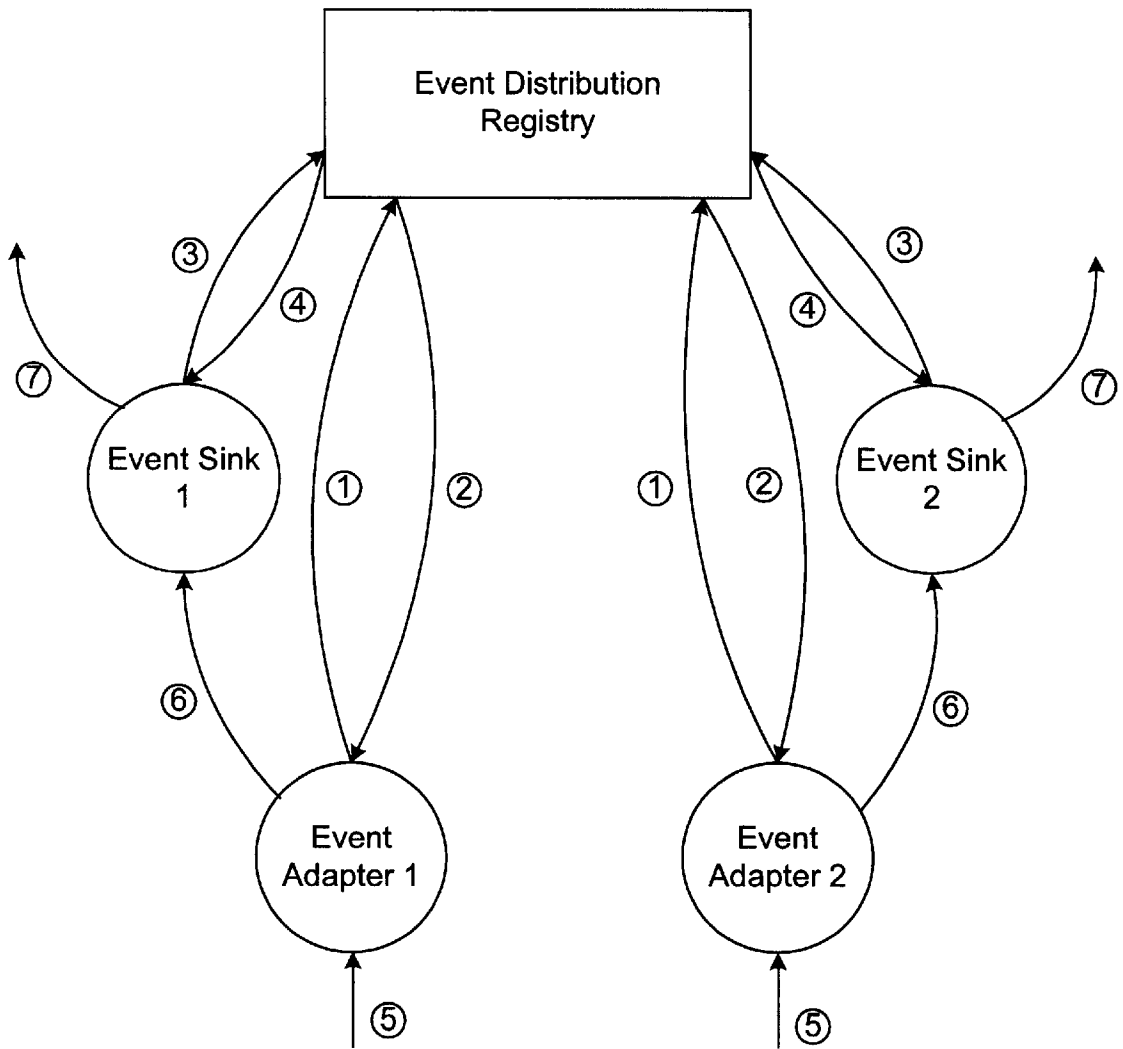 Event Distribution
Registry
③
③
④
④
⑦
⑦
Event Sink
1
Event Sink
2
①
②
①
②
⑥
⑥
Event
Adapter 1
Event
Adapter 2
⑤
⑤